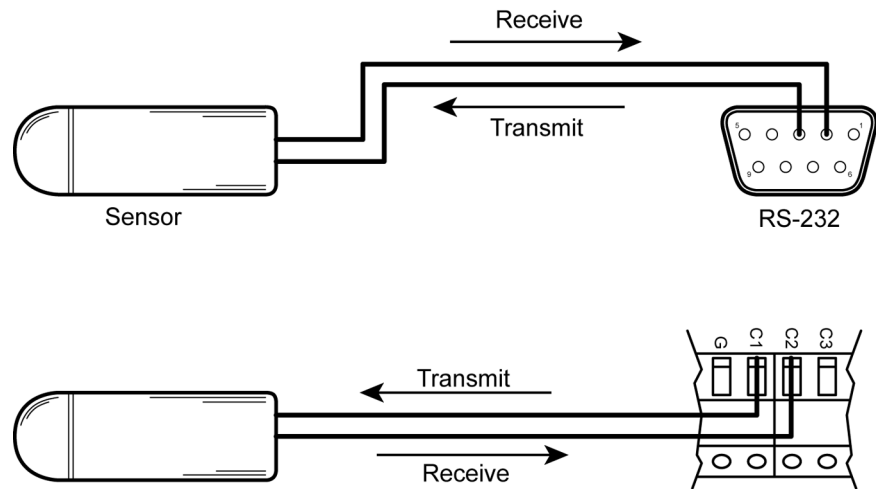 Receive
Transmit
5
1
9
6
Sensor
RS-232
G C1 C2 C3
Transmit
Receive